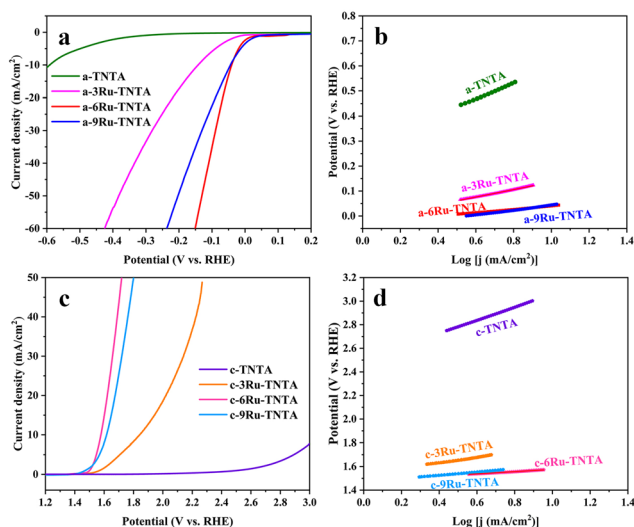 a
a-TNTA
a-3Ru-TNTA
a-6Ru-TNTA
a-9Ru-TNTA
Current density (mA/cm²)
0
-10
-20
-30
-40
-50
-60
-0.6 -0.5 -0.4 -0.3 -0.2 -0.1 0.0 0.1 0.2
Potential (V vs. RHE)
b
a-TNTA
a-3Ru-TNTA
a-6Ru-TNTA
a-9Ru-TNTA
Potential (V vs. RHE)
0.8
0.7
0.6
0.5
0.4
0.3
0.2
0.1
0.0
0.0 0.2 0.4 0.6 0.8 1.0 1.2 1.4
Log [j (mA/cm²)]
c
c-TNTA
c-3Ru-TNTA
c-6Ru-TNTA
c-9Ru-TNTA
Current density (mA/cm²)
50
40
30
20
10
0
1.2 1.4 1.6 1.8 2.0 2.2 2.4 2.6 2.8 3.0
Potential (V vs. RHE)
d
c-TNTA
c-3Ru-TNTA
c-6Ru-TNTA
c-9Ru-TNTA
Potential (V vs. RHE)
3.2
3.0
2.8
2.6
2.4
2.2
2.0
1.8
1.6
1.4
0.0 0.2 0.4 0.6 0.8 1.0 1.2 1.4
Log [j (mA/cm²)]